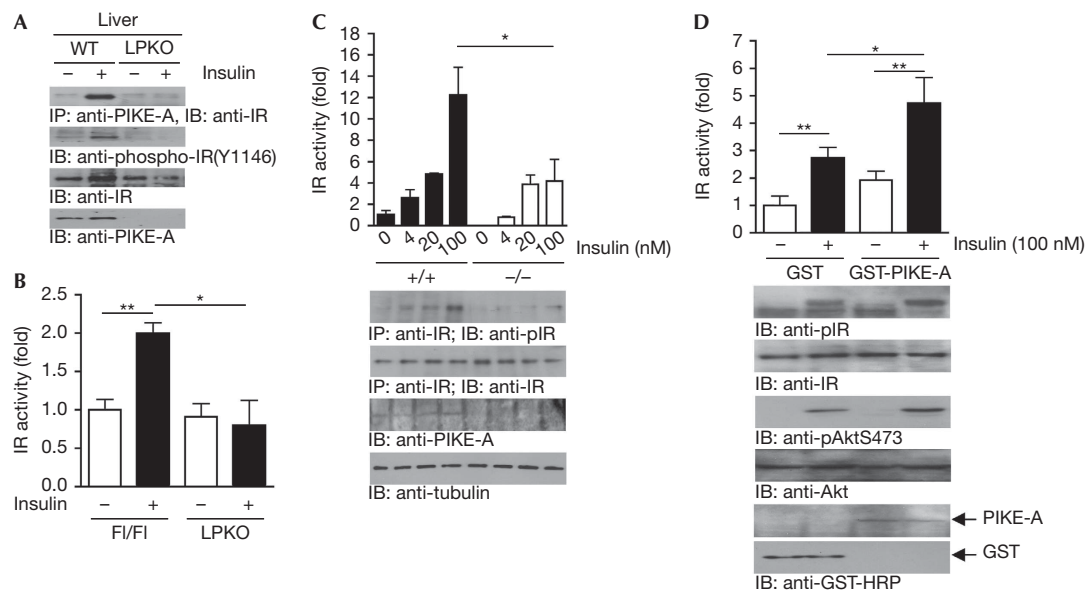 A
Liver
WT LPKO
− + − + Insulin
IP: anti-PIKE-A, IB: anti-IR
IB: anti-phospho-IR(Y1146)
IB: anti-IR
IB: anti-PIKE-A
B
IR activity (fold)
2.5
2.0
1.5
1.0
0.5
0.0
** *
Insulin − + − +
Fl/Fl LPKO
C
IR activity (fold)
18
16
14
12
10
8
6
4
2
0
*
0 4 20 100 0 4 20 100 Insulin (nM)
+/+ −/−
IP: anti-IR; IB: anti-pIR
IP: anti-IR; IB: anti-IR
IB: anti-PIKE-A
IB: anti-tubulin
D
IR activity (fold)
7
6
5
4
3
2
1
0
*
**
**
− + − + Insulin (100 nM)
GST GST-PIKE-A
IB: anti-pIR
IB: anti-IR
IB: anti-pAktS473
IB: anti-Akt
PIKE-A
GST
IB: anti-GST-HRP